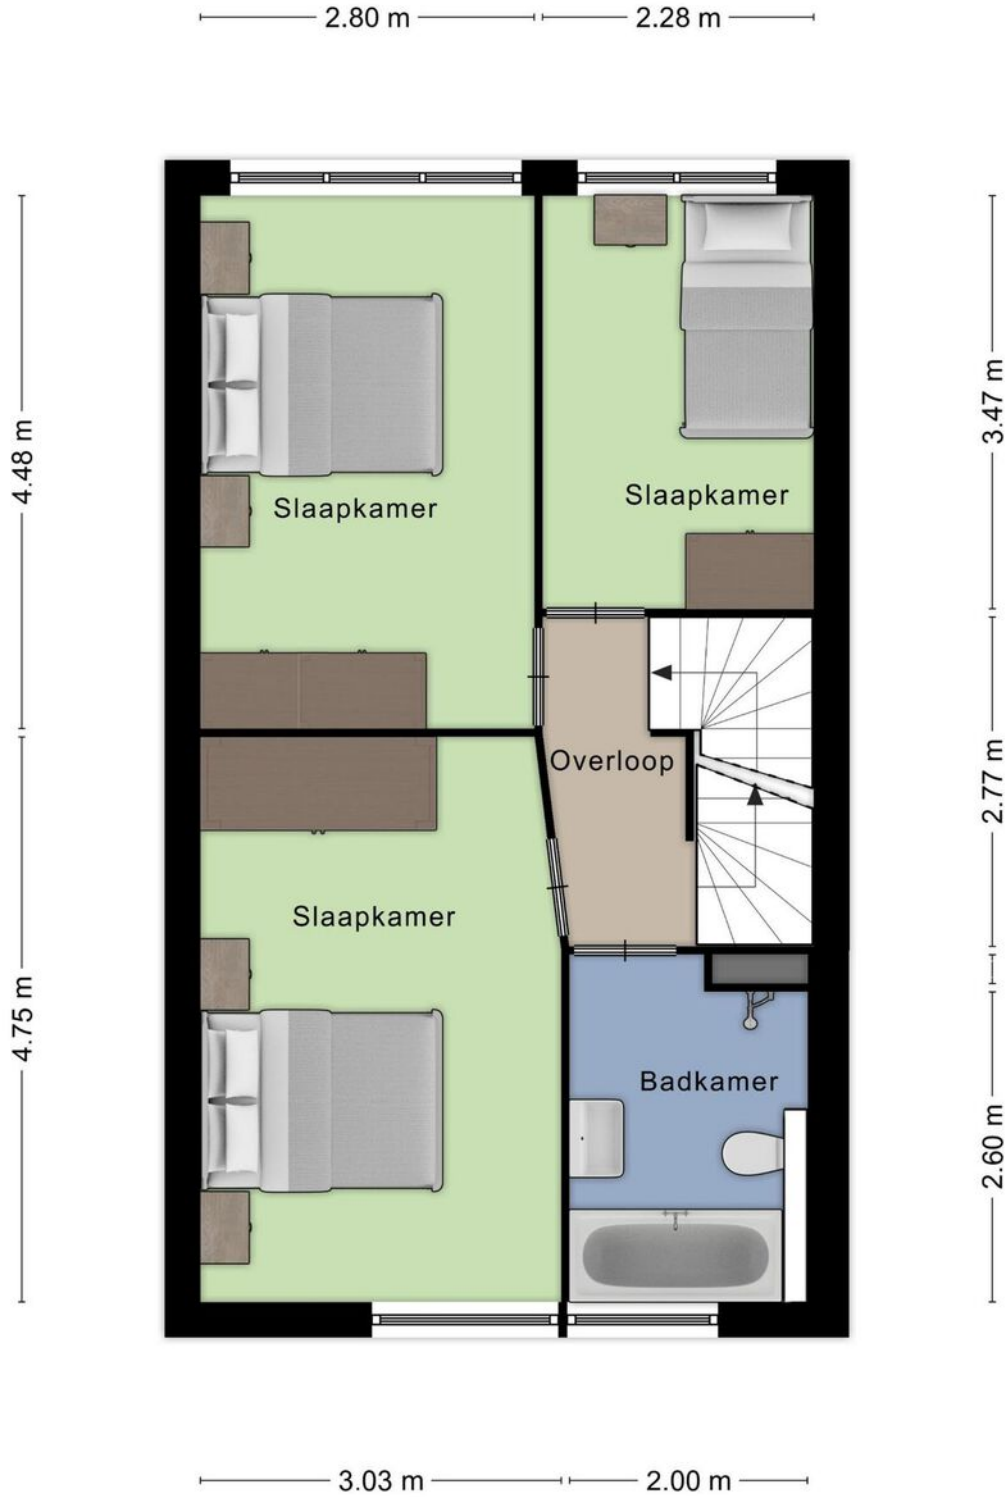 2.80 m
2.28 m
4.48 m
3.47 m
Slaapkamer
Slaapkamer
Overloop
2.77 m
Slaapkamer
4.75 m
Badkamer
2.60 m
3.03 m
2.00 m